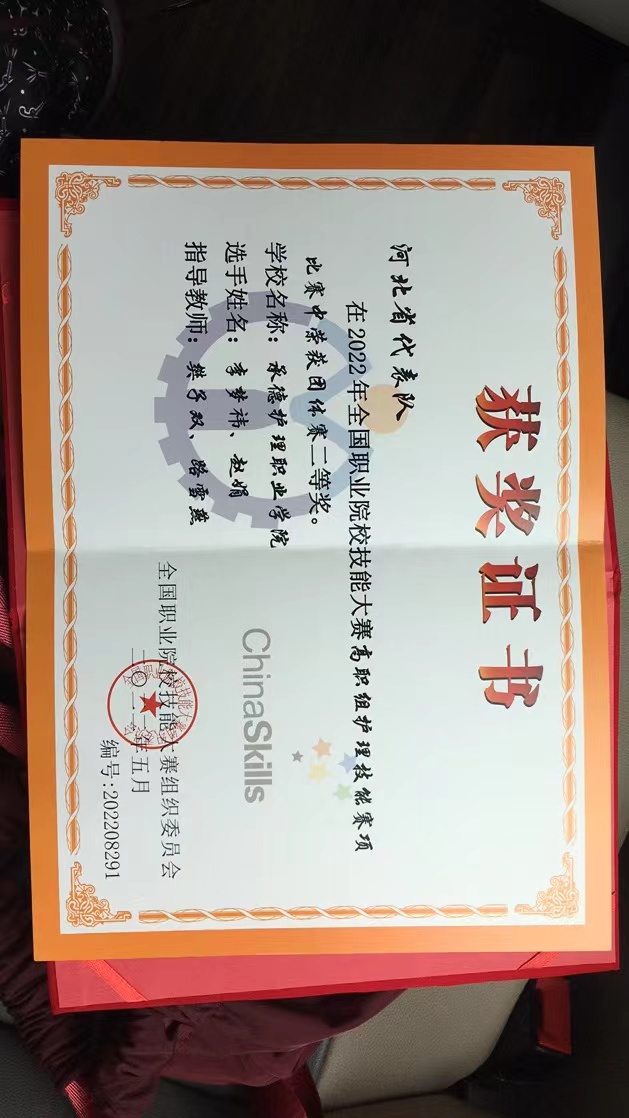 获奖证书
河北省代表队
在2022年全国职业院校技能大赛高职组护理技能赛项
比赛中荣获团体赛二等奖。
学校名称：承德护理职业学院
选手姓名：李梦祎、赵娟
指导教师：樊子双、路雪燕
ChinaSkills
全国职业院校技能大赛组织委员会
二〇二二年五月
编号:202208291